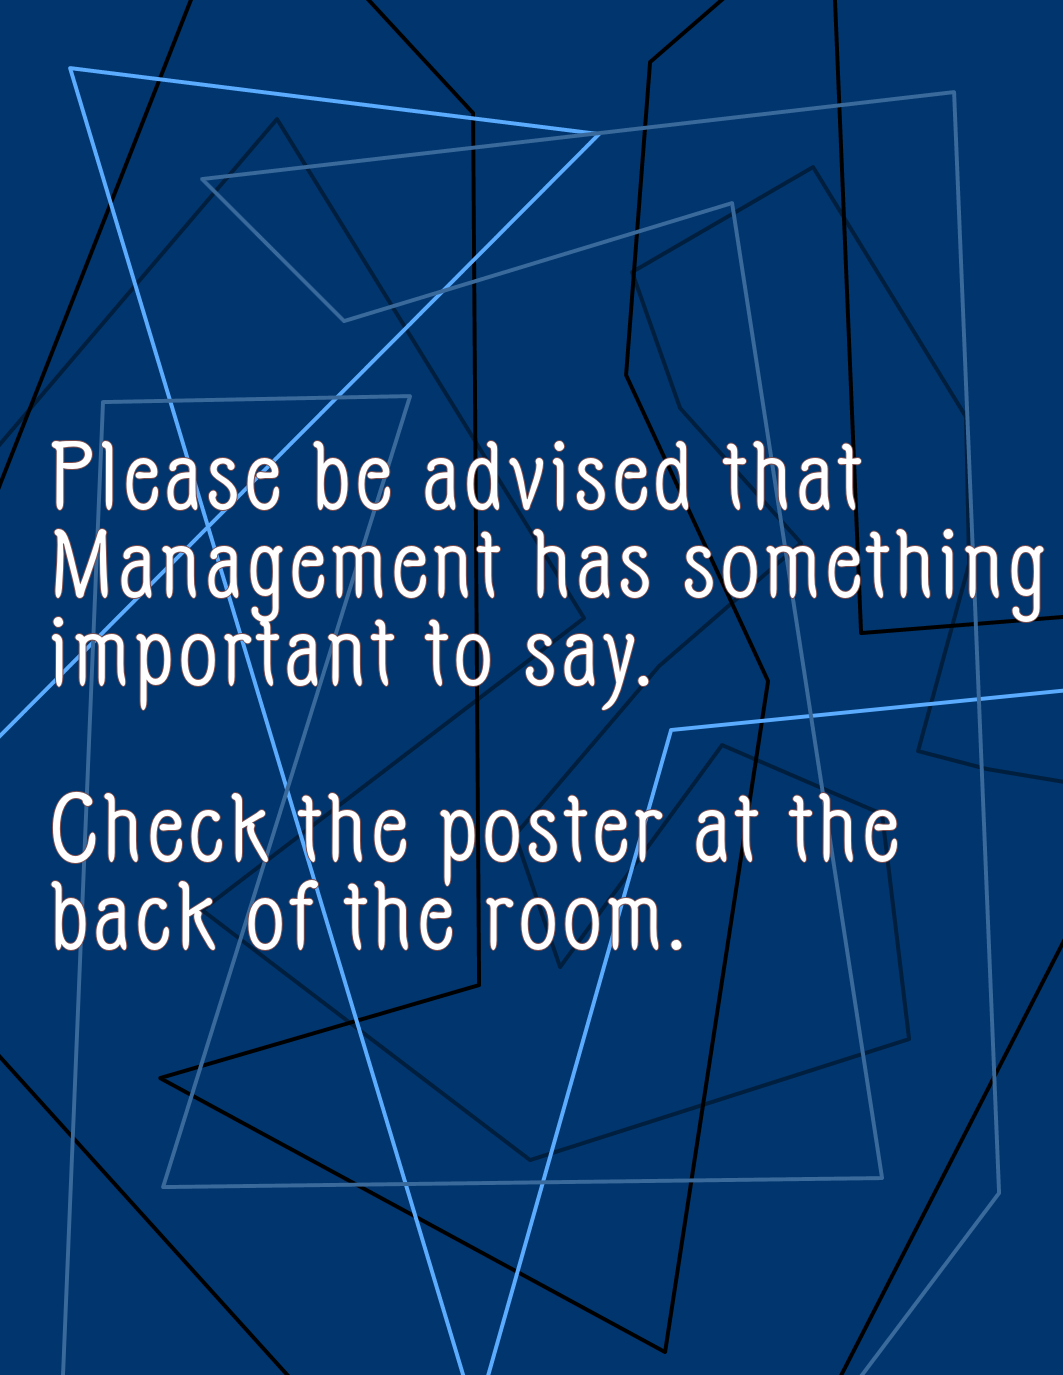 Please be advised that
Management has something
important to say.
Check the poster at the
back of the room.